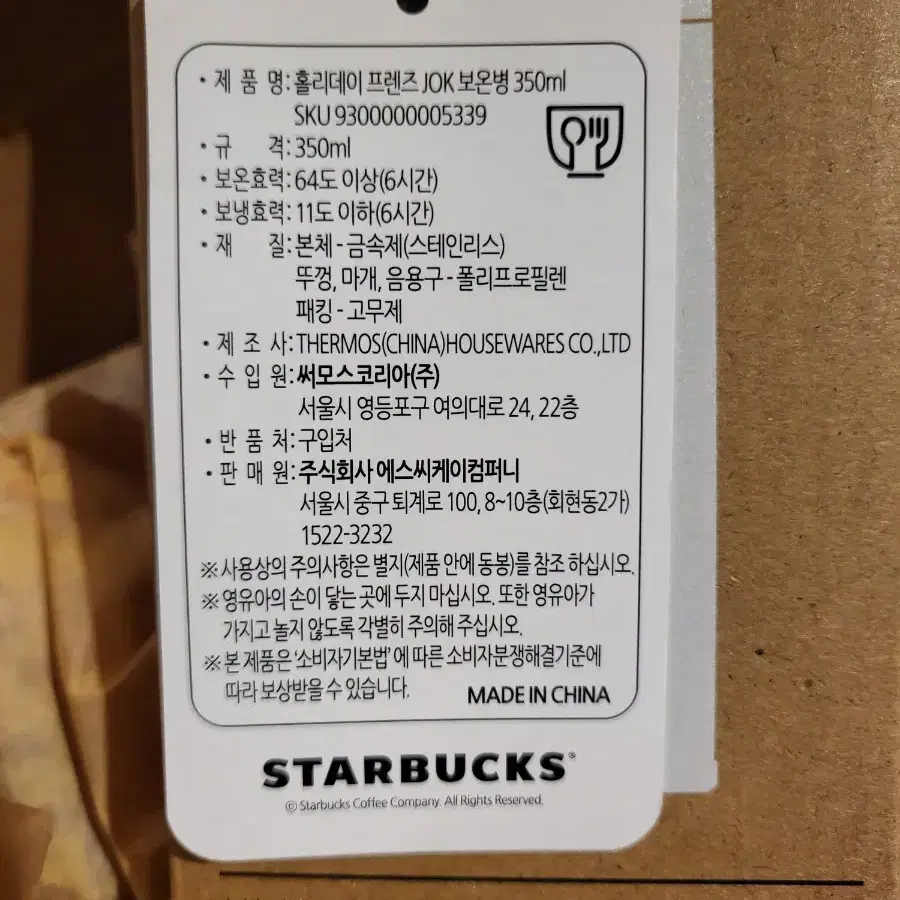 • 제 품 명: 홀리데이 프렌즈 JOK 보온병 350ml
SKU 9300000005339
• 규 격: 350ml
• 보온효력: 64도 이상(6시간)
• 보냉효력: 11도 이하(6시간)
• 재 질: 본체 - 금속제(스테인리스)
뚜껑, 마개, 음용구 - 폴리프로필렌
패킹 - 고무제
• 제 조 사: THERMOS(CHINA)HOUSEWARES CO.,LTD
• 수 입 원: 써모스코리아(주)
서울시 영등포구 여의대로 24, 22층
• 반 품 처: 구입처
• 판 매 원: 주식회사 에스씨케이컴퍼니
서울시 중구 퇴계로 100, 8~10층(회현동2가)
1522-3232
※ 사용상의 주의사항은 별지(제품 안에 동봉)를 참조 하십시오.
※ 영유아의 손이 닿는 곳에 두지 마십시오. 또한 영유아가
가지고 놀지 않도록 각별히 주의해 주십시오.
※ 본 제품은 '소비자기본법'에 따른 소비자분쟁해결기준에
따라 보상받을 수 있습니다.
MADE IN CHINA
STARBUCKS®
© Starbucks Coffee Company. All Rights Reserved.